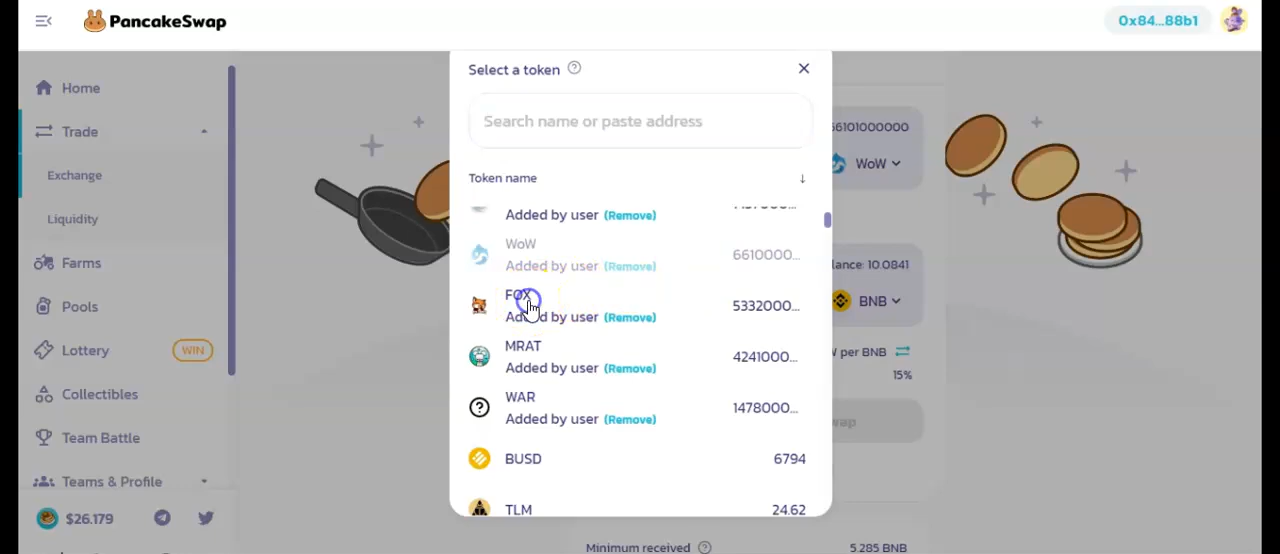 PancakeSwap
0x84...88b1
Select a token
Search name or paste address
Token name
Home
Trade
Exchange
Liquidity
Farms
Pools
Lottery
WIN
Collectibles
Team Battle
Teams & Profile
$26.179
Added by user (Remove)
WoW
Added by user (Remove)
6610000...
FOX
Added by user (Remove)
5332000...
MRAT
Added by user (Remove)
4241000...
WAR
Added by user (Remove)
1478000...
BUSD
6794
TLM
24.62
66101000000
WoW
lance: 10.0841
BNB
per BNB
15%
wap
Minimum received
5.285 BNB